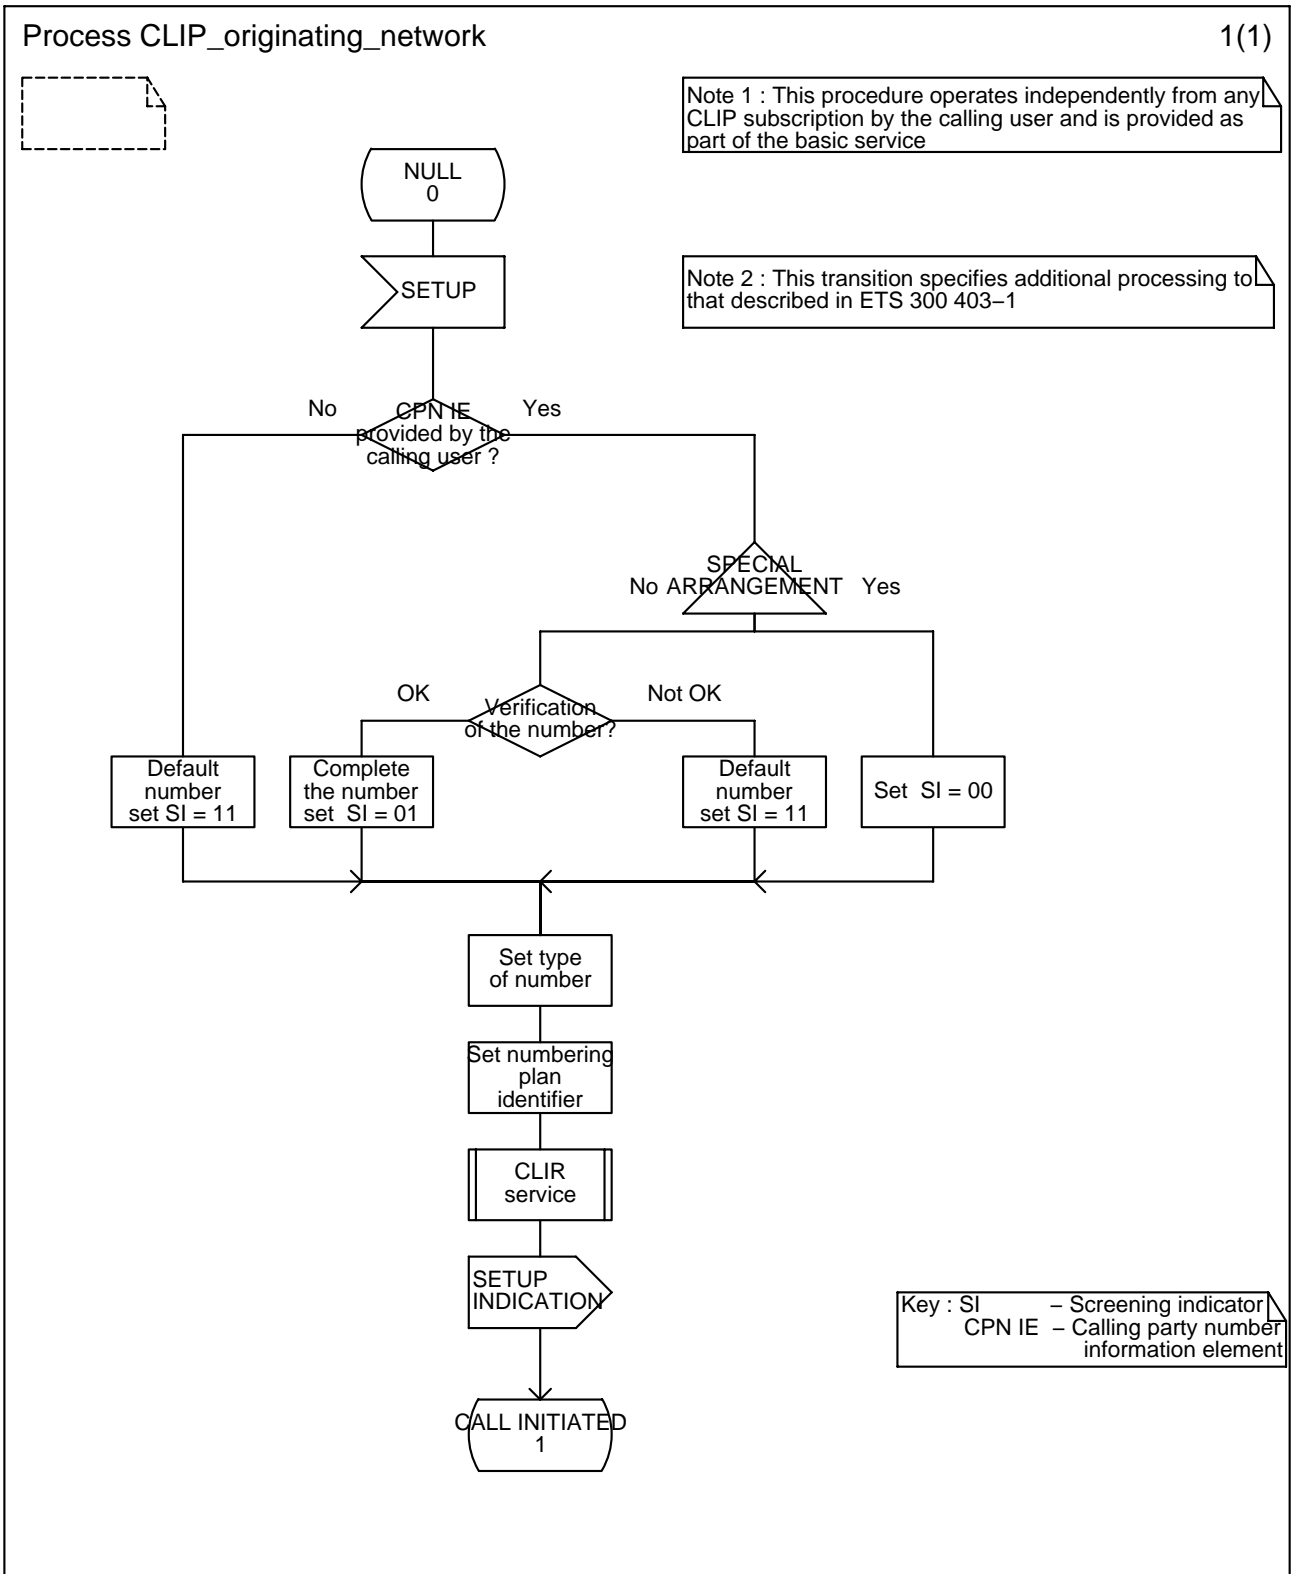 Process CLIP_originating_network
1(1)
Note 1 : This procedure operates independently from any
CLIP subscription by the calling user and is provided as
part of the basic service
NULL
0
SETUP
Note 2 : This transition specifies additional processing to
that described in ETS 300 403–1
No
CPN IE
provided by the
calling user ?
Yes
SPECIAL
ARRANGEMENT
No
Yes
OK
Verification
of the number?
Not OK
Default
number
set SI = 11
Complete
the number
set SI = 01
Default
number
set SI = 11
Set SI = 00
Set type
of number
Set numbering
plan
identifier
CLIR
service
SETUP
INDICATION
Key : SI – Screening indicator
CPN IE – Calling party number
information element
CALL INITIATED
1